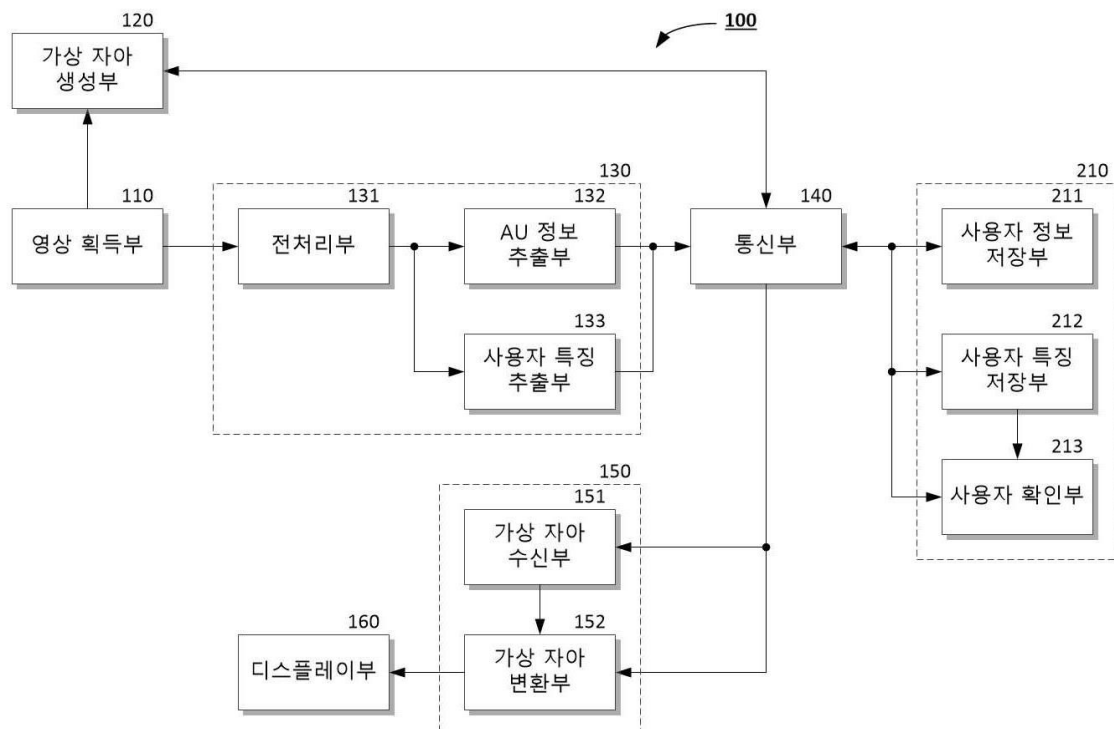 100
120
가상 자아
생성부
110
영상 획득부
130
131
전처리부
132
AU 정보
추출부
133
사용자 특징
추출부
140
통신부
210
211
사용자 정보
저장부
212
사용자 특징
저장부
213
사용자 확인부
150
151
가상 자아
수신부
152
가상 자아
변환부
160
디스플레이부